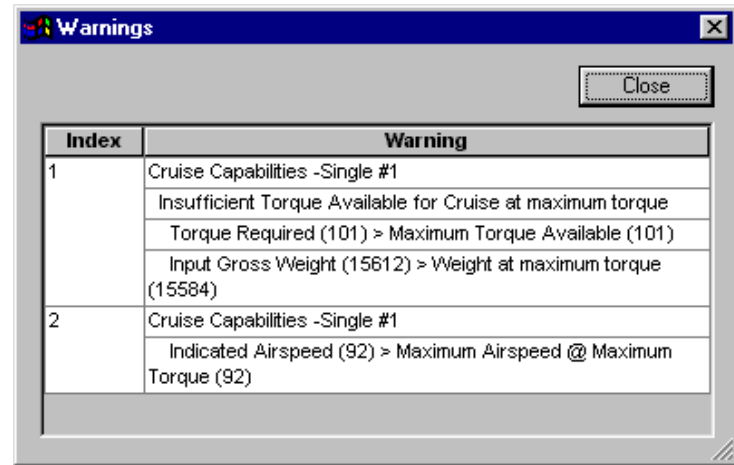 Warnings
Close
Index Warning
1 Cruise Capabilities -Single #1
Insufficient Torque Available for Cruise at maximum torque
Torque Required (101) > Maximum Torque Available (101)
Input Gross Weight (15612) > Weight at maximum torque
(15584)
2 Cruise Capabilities -Single #1
Indicated Airspeed (92) > Maximum Airspeed @ Maximum
Torque (92)